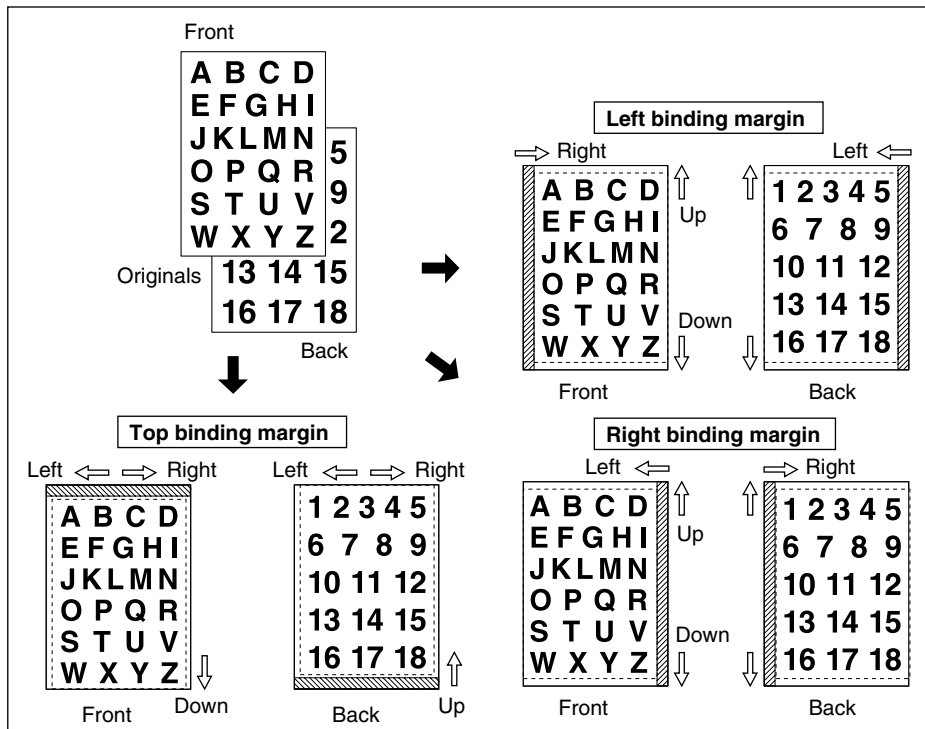 Front
A B C D
E F G H I
J K L M N
O P Q R
S T U V
W X Y Z
5
9
2
13 14 15
16 17 18
Originals
Back
Left binding margin
Right
A B C D
E F G H I
J K L M N
O P Q R
S T U V
W X Y Z
Up
Down
Front
Left
1 2 3 4 5
6 7 8 9
10 11 12
13 14 15
16 17 18
Back
Top binding margin
Left Right
A B C D
E F G H I
J K L M N
O P Q R
S T U V
W X Y Z
Down
Front
Left Right
1 2 3 4 5
6 7 8 9
10 11 12
13 14 15
16 17 18
Up
Back
Right binding margin
Left
A B C D
E F G H I
J K L M N
O P Q R
S T U V
W X Y Z
Up
Down
Front
Right
1 2 3 4 5
6 7 8 9
10 11 12
13 14 15
16 17 18
Back